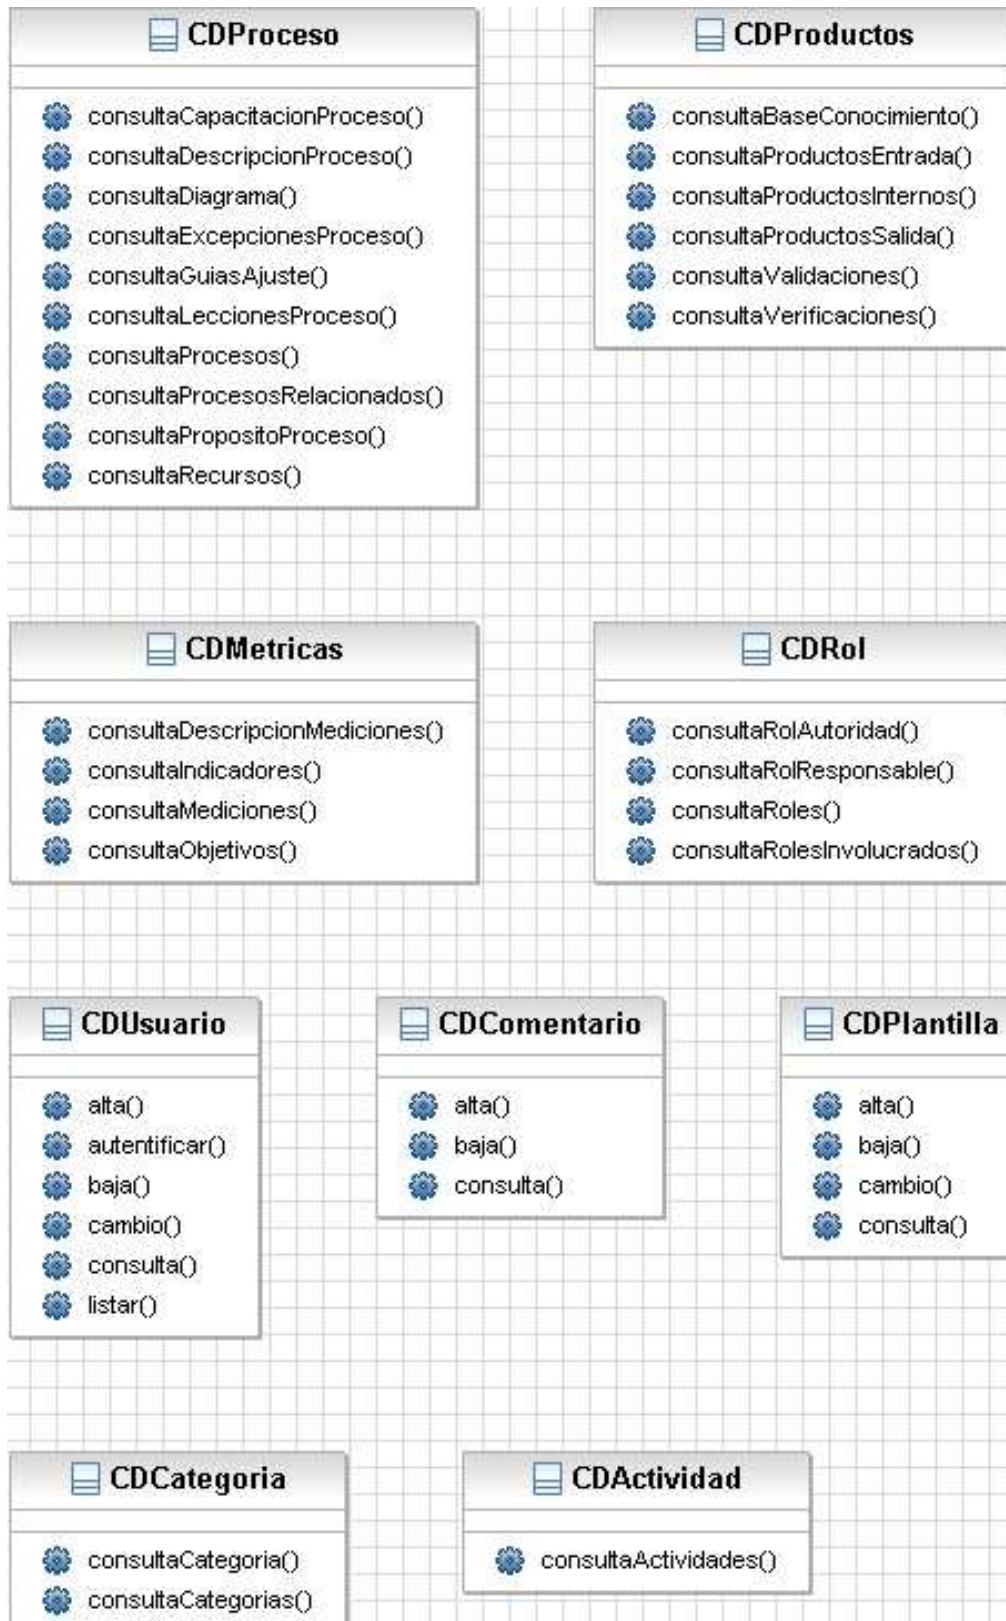 CDProceso
consultaCapacitacionProceso()
consultaDescripcionProceso()
consultaDiagrama()
consultaExcepcionesProceso()
consultaGuiasAjuste()
consultaLeccionesProceso()
consultaProcesos()
consultaProcesosRelacionados()
consultaPropositoProceso()
consultaRecursos()
CDProductos
consultaBaseConocimiento()
consultaProductosEntrada()
consultaProductosInternos()
consultaProductosSalida()
consultaValidaciones()
consultaVerificaciones()
CDMetricas
consultaDescripcionMediciones()
consultaIndicadores()
consultaMediciones()
consultaObjetivos()
CDRol
consultaRolAutoridad()
consultaRolResponsable()
consultaRoles()
consultaRolesInvolucrados()
CDUsuario
alta()
autentificar()
baja()
cambio()
consulta()
listar()
CDComentario
alta()
baja()
consulta()
CDPlantilla
alta()
baja()
cambio()
consulta()
CDCategoria
consultaCategoria()
consultaCategorias()
CDActividad
consultaActividades()